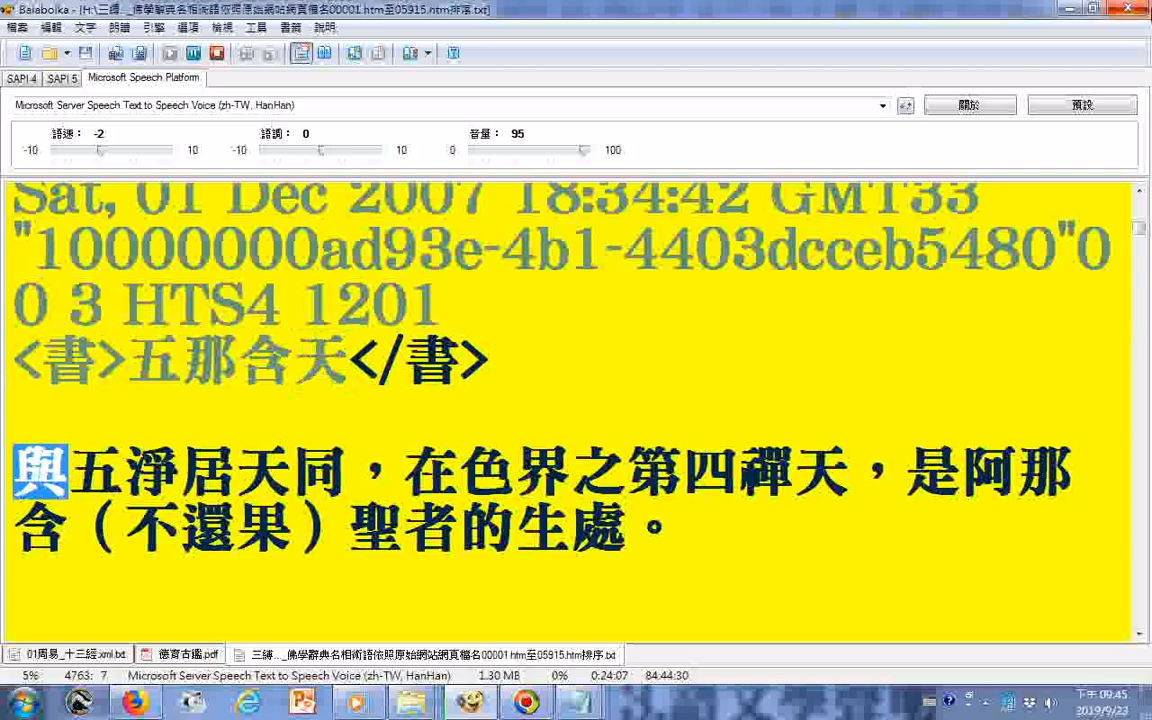 Balabolka - [H:\三縛..._佛學辭典名相術語依照原始網站網頁檔名00001.htm至05915.htm排序.txt]
檔案 編輯 文字 朗讀 引擎 選項 檢視 工具 書籤 說明
SAPI 4 SAPI 5 Microsoft Speech Platform
Microsoft Server Speech Text to Speech Voice (zh-TW, HanHan) 關於 預設
語速： -2 語調： 0 音量： 95
-10 10 -10 10 0 100
Sat, 01 Dec 2007 18:34:42 GMT33
"10000000ad93e-4b1-4403dcceb5480"0
0 3 HTS4 1201
<書>五那含天</書>
與五淨居天同，在色界之第四禪天，是阿那
含（不還果）聖者的生處。
01周易_十三經.xml.txt 德育古鑑.pdf 三縛..._佛學辭典名相術語依照原始網站網頁檔名00001.htm至05915.htm排序.txt
5% 4763: 7 Microsoft Server Speech Text to Speech Voice (zh-TW, HanHan) 1.30 MB 0% 0:24:07 84:44:30
下午 09:45
2019/9/23